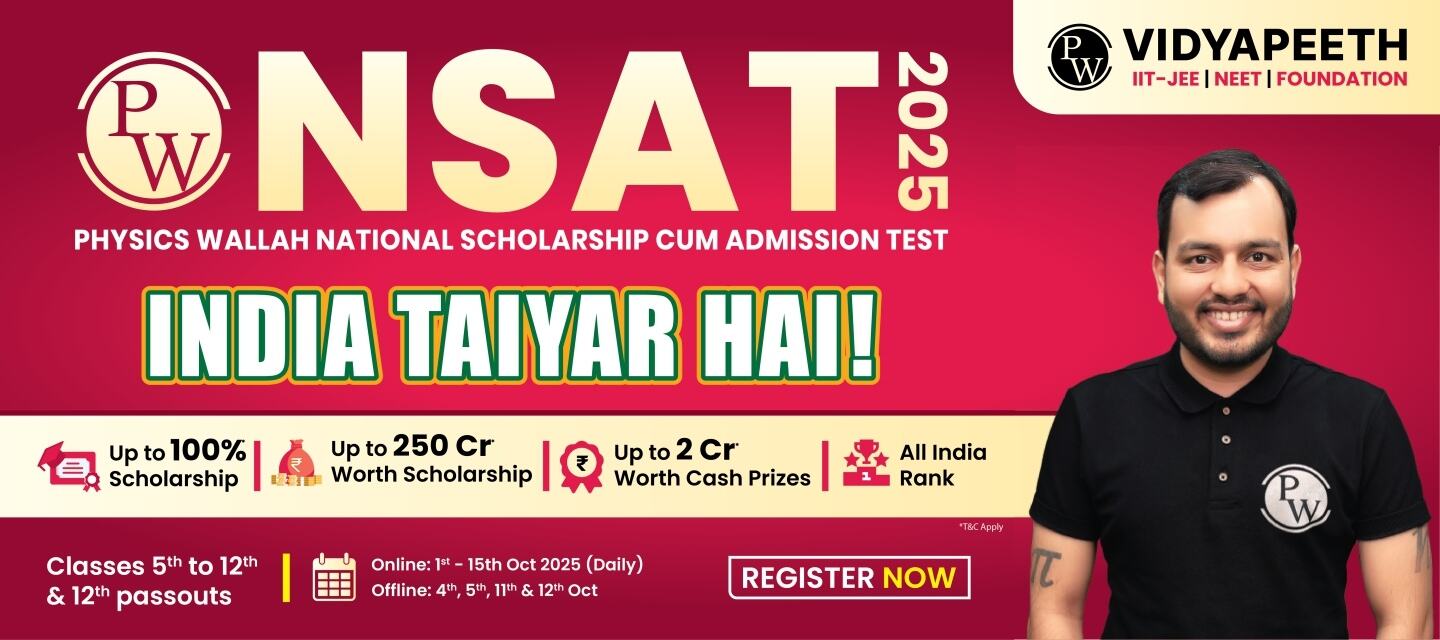 PW NSAT 2025
PHYSICS WALLAH NATIONAL SCHOLARSHIP CUM ADMISSION TEST
INDIA TAIYAR HAI!
PW VIDYAPEETH
IIT-JEE | NEET | FOUNDATION
Up to 100%*
Scholarship
Up to 250 Cr*
Worth Scholarship
₹
Up to 2 Cr*
Worth Cash Prizes
₹
All India
Rank
1
*T&C Apply
Classes 5th to 12th
& 12th passouts
Online: 1st - 15th Oct 2025 (Daily)
Offline: 4th, 5th, 11th & 12th Oct
REGISTER NOW
PW
π